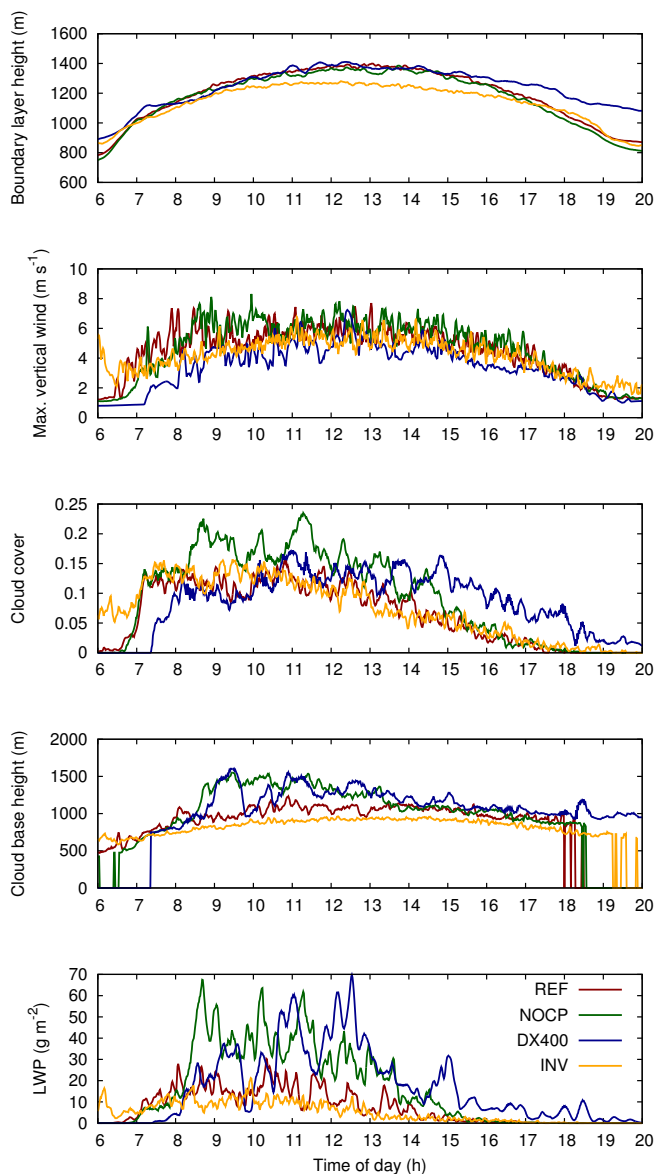 Boundary layer height (m)
1600
1400
1200
1000
800
600
6 7 8 9 10 11 12 13 14 15 16 17 18 19 20
Max. vertical wind (m s-1)
10
8
6
4
2
0
6 7 8 9 10 11 12 13 14 15 16 17 18 19 20
Cloud cover
0.25
0.2
0.15
0.1
0.05
0
6 7 8 9 10 11 12 13 14 15 16 17 18 19 20
Cloud base height (m)
2000
1500
1000
500
0
6 7 8 9 10 11 12 13 14 15 16 17 18 19 20
LWP (g m-2)
70
60
50
40
30
20
10
0
REF
NOCP
DX400
INV
6 7 8 9 10 11 12 13 14 15 16 17 18 19 20
Time of day (h)